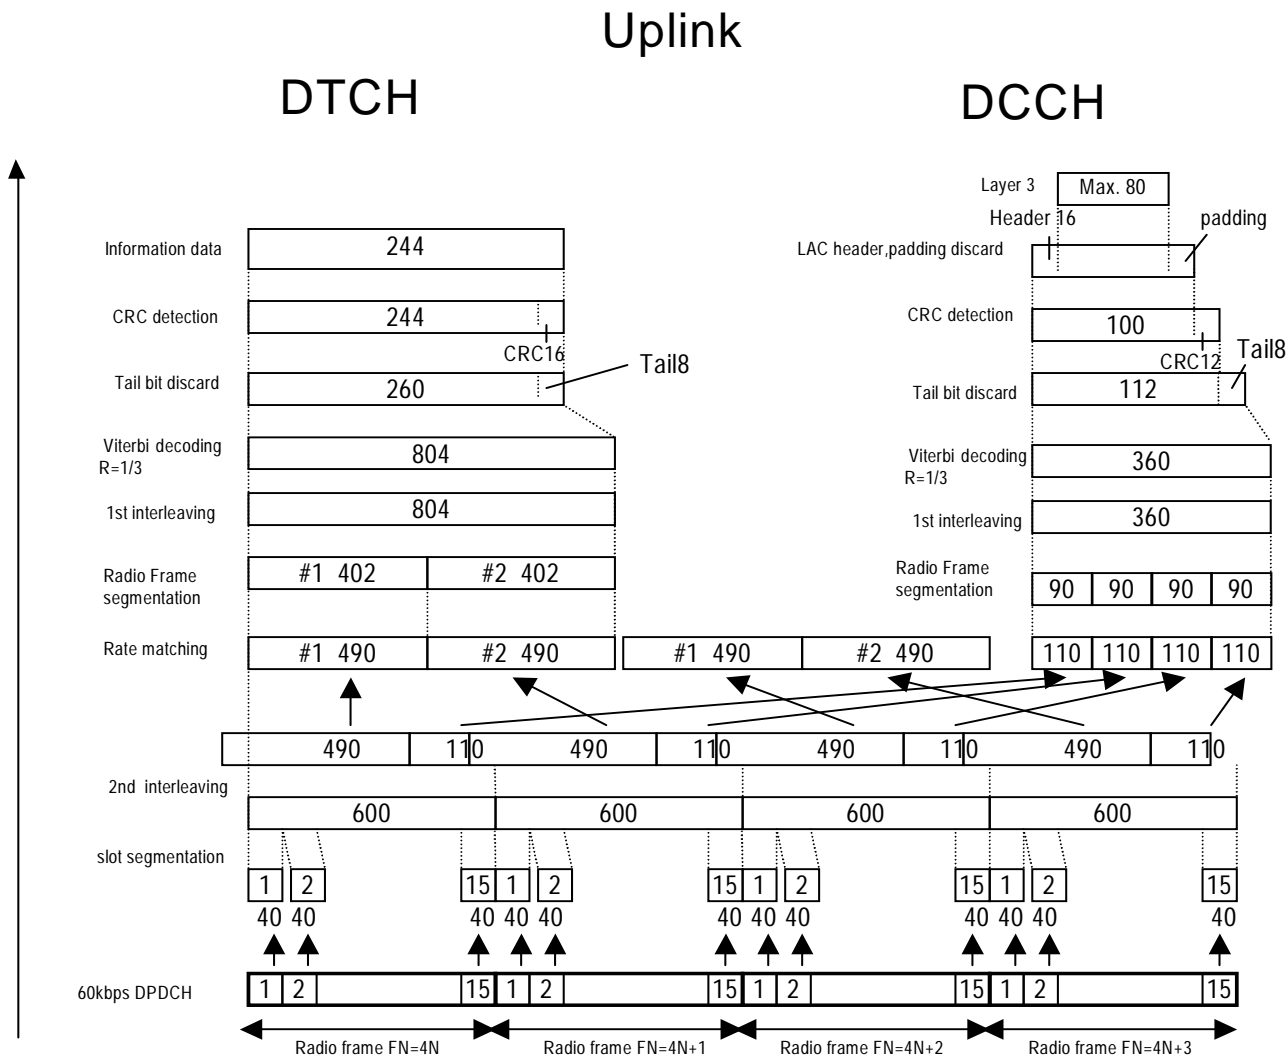 Uplink
DTCH DCCH
Layer 3 Max. 80
Header 16 padding
Information data 244 LAC header,padding discard
CRC detection 244 CRC detection 100
CRC16 Tail8 CRC12 Tail8
Tail bit discard 260 Tail bit discard 112
Viterbi decoding
R=1/3 804 Viterbi decoding
R=1/3 360
1st interleaving 804 1st interleaving 360
Radio Frame
segmentation #1 402 #2 402 Radio Frame
segmentation 90 90 90 90
Rate matching #1 490 #2 490 #1 490 #2 490 110 110 110 110
490 110 490 110 490 110 490 110
2nd interleaving
600 600 600 600
slot segmentation
1 2 15 1 2 15 1 2 15 1 2 15
40 40 40 40 40 40 40 40 40 40 40 40
60kbps DPDCH 1 2 15 1 2 15 1 2 15 1 2 15
Radio frame FN=4N Radio frame FN=4N+1 Radio frame FN=4N+2 Radio frame FN=4N+3